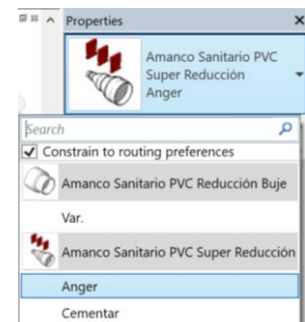 Properties
Amanco Sanitario PVC
Super Reducción
Anger
Search
Constrain to routing preferences
Amanco Sanitario PVC Reducción Buje
Var.
Amanco Sanitario PVC Super Reducción
Anger
Cementar